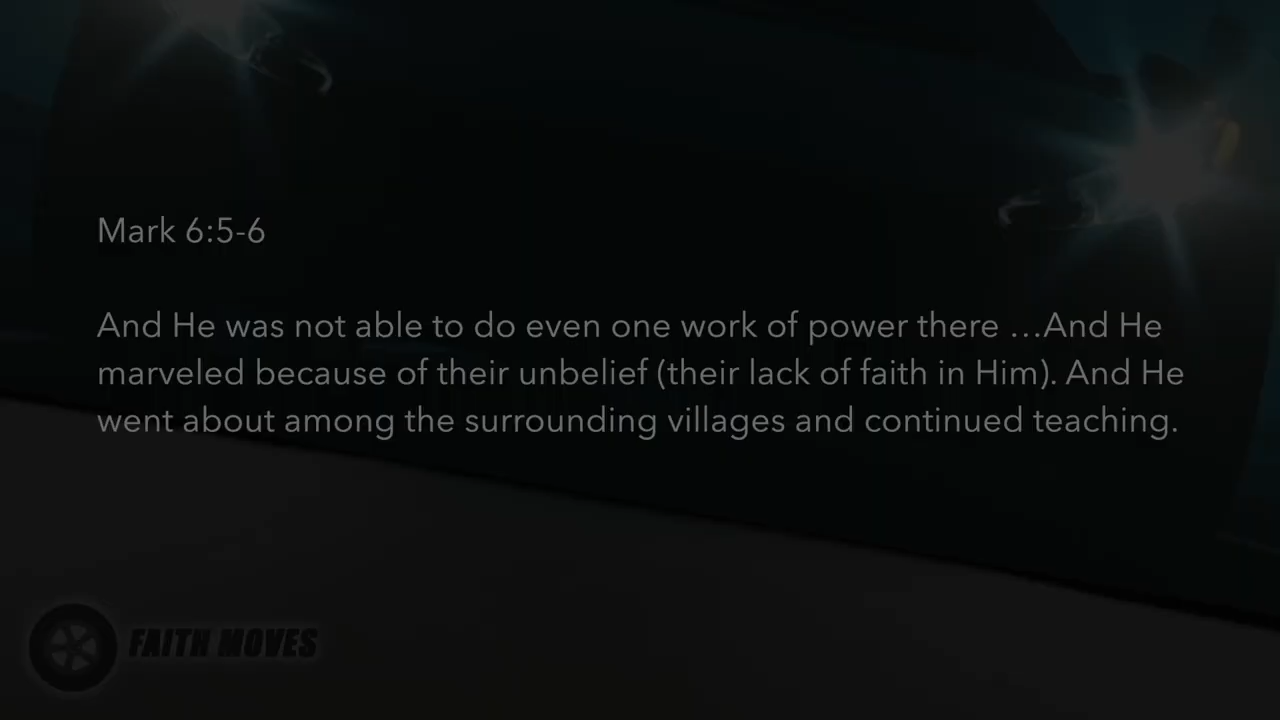 Mark 6:5-6
And He was not able to do even one work of power there …And He
marveled because of their unbelief (their lack of faith in Him). And He
went about among the surrounding villages and continued teaching.
FAITH MOVES